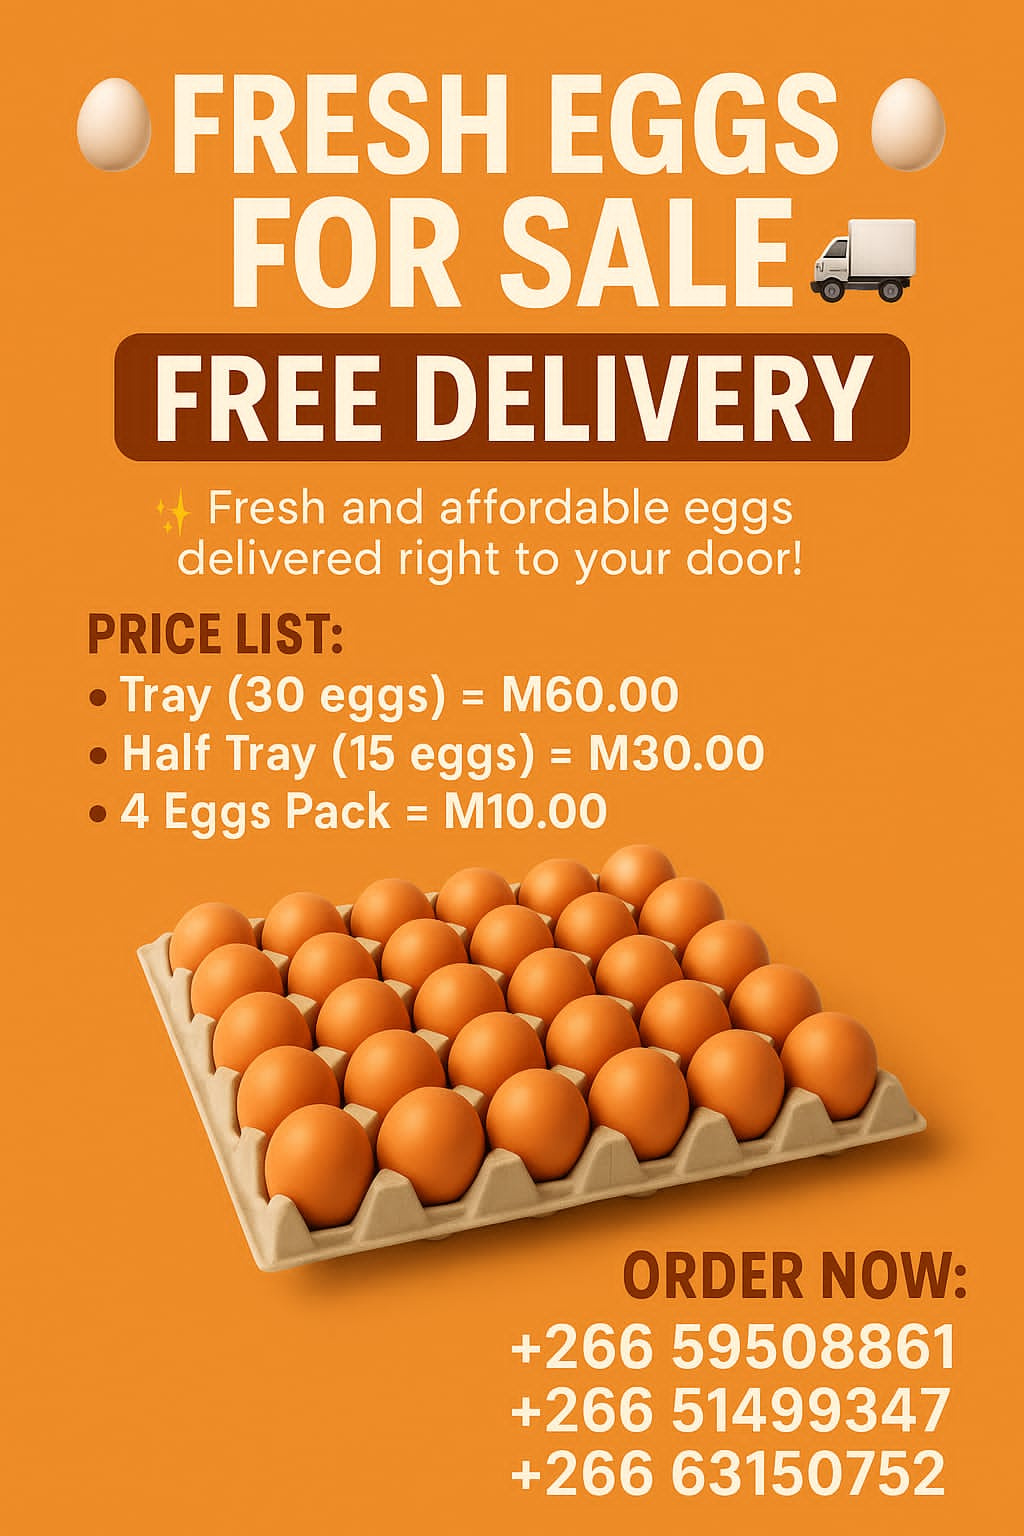 FRESH EGGS
FOR SALE
FREE DELIVERY
✨ Fresh and affordable eggs
delivered right to your door!
PRICE LIST:
• Tray (30 eggs) = M60.00
• Half Tray (15 eggs) = M30.00
• 4 Eggs Pack = M10.00
ORDER NOW:
+266 59508861
+266 51499347
+266 63150752